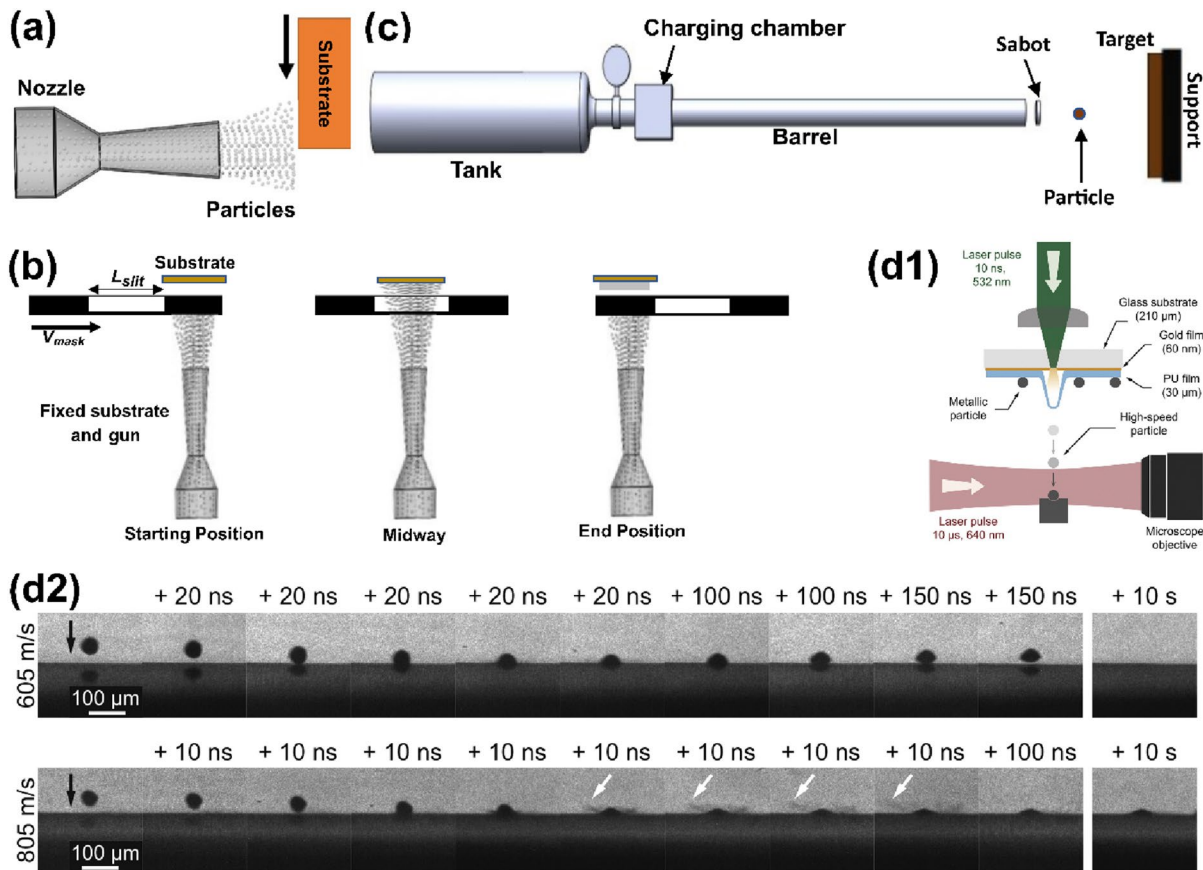 (a)
Nozzle
Particles
Substrate
(c)
Charging chamber
Tank
Barrel
Sabot
Particle
Target
Support
(b)
Substrate
Lslit
Vmask
Fixed substrate
and gun
Starting Position
Midway
End Position
(d1)
Laser pulse
10 ns,
532 nm
Glass substrate
(210 µm)
Gold film
(60 nm)
PU film
(30 µm)
Metallic
particle
High-speed
particle
Laser pulse
10 µs, 640 nm
Microscope
objective
(d2)
+ 20 ns + 20 ns + 20 ns + 20 ns + 20 ns + 100 ns + 100 ns + 150 ns + 150 ns + 10 s
605 m/s
100 µm
+ 10 ns + 10 ns + 10 ns + 10 ns + 10 ns + 10 ns + 10 ns + 10 ns + 100 ns + 10 s
805 m/s
100 µm